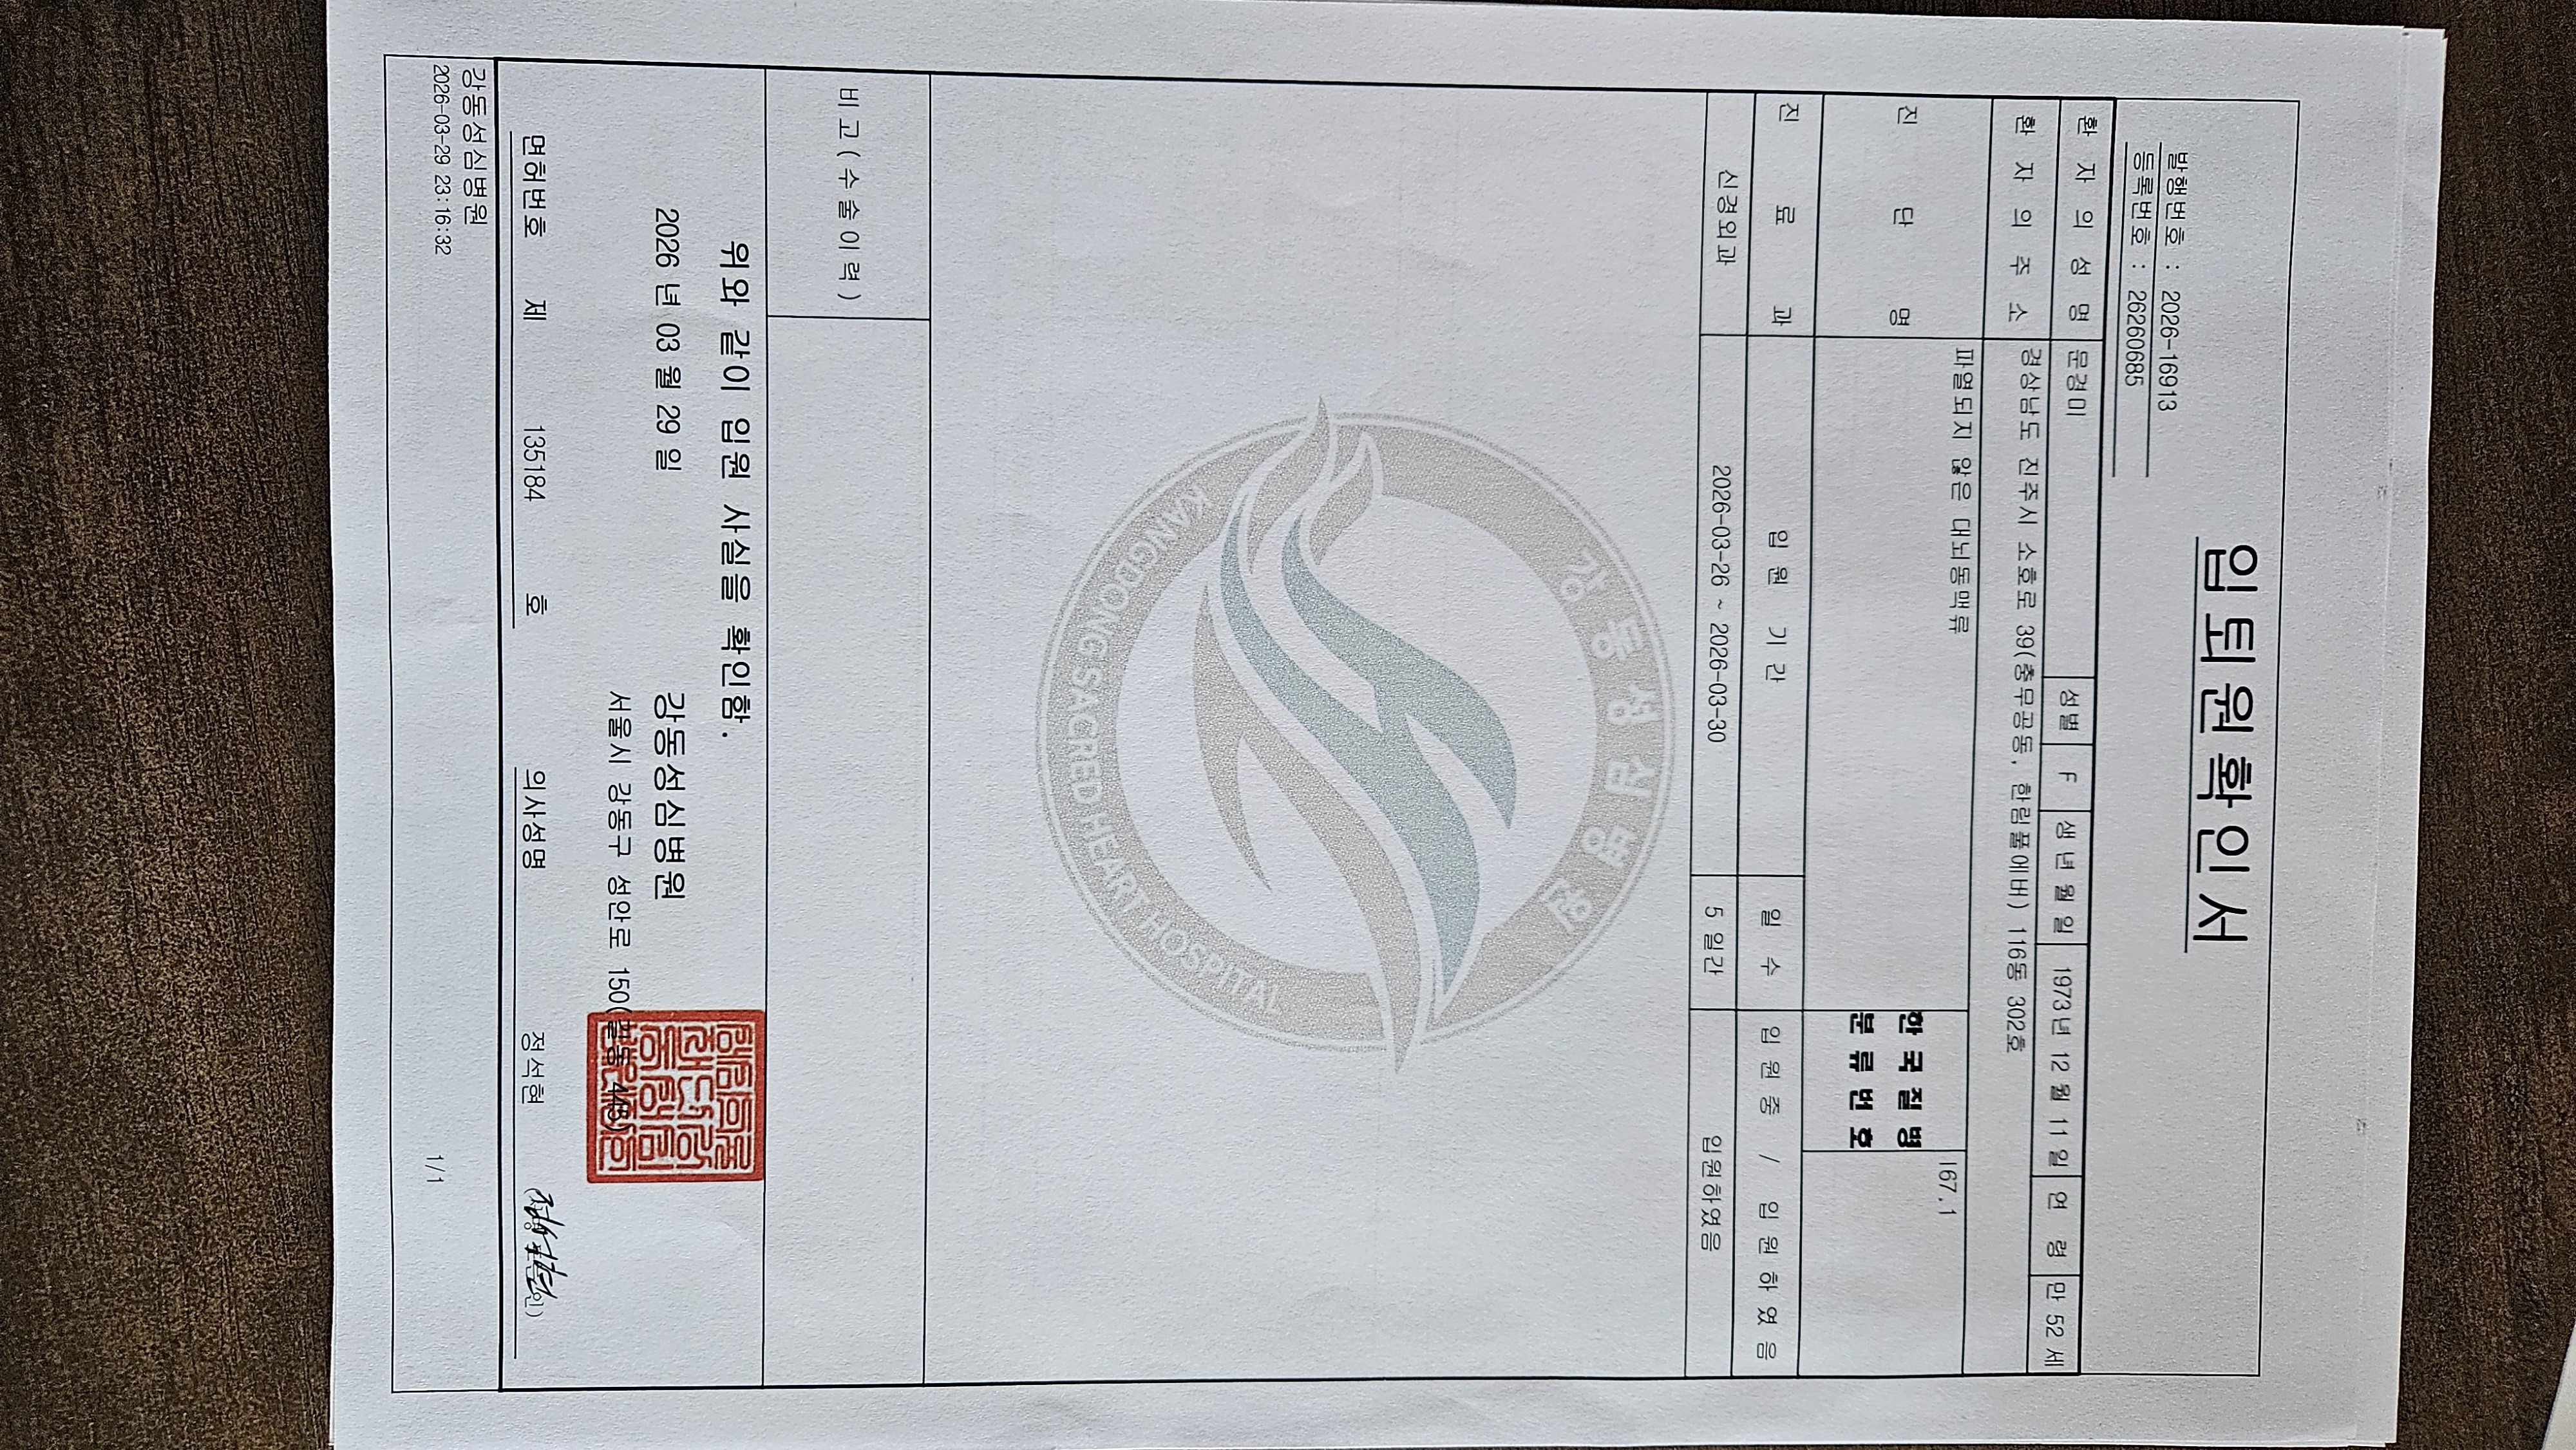 입퇴원확인서
발행번호 : 2026-16913
등록번호 : 26260685
환자의성명 문경미 성별 F 생년월일 1973년 12월 11일 연령 만 52 세
환자의주소 경상남도 진주시 소호로 39(충무공동, 한림풀에버) 116동 302호
진단명 파열되지 않은 대뇌동맥류 한국질병분류번호 I67.1
진료과 입원기간 일수 입원중 / 입원하였음
신경외과 2026-03-26 ~ 2026-03-30 5 일간 입원하였음
강동성심병원
KANGDONG SACRED HEART HOSPITAL
비고(수술이력)
위와 같이 입원 사실을 확인함.
2026 년 03 월 29 일 강동성심병원
서울시 강동구 성안로 150(길동 445)
면허번호 제 135184 호 의사성명 정석현
강동성심병원
2026-03-29 23:16:32 1/1